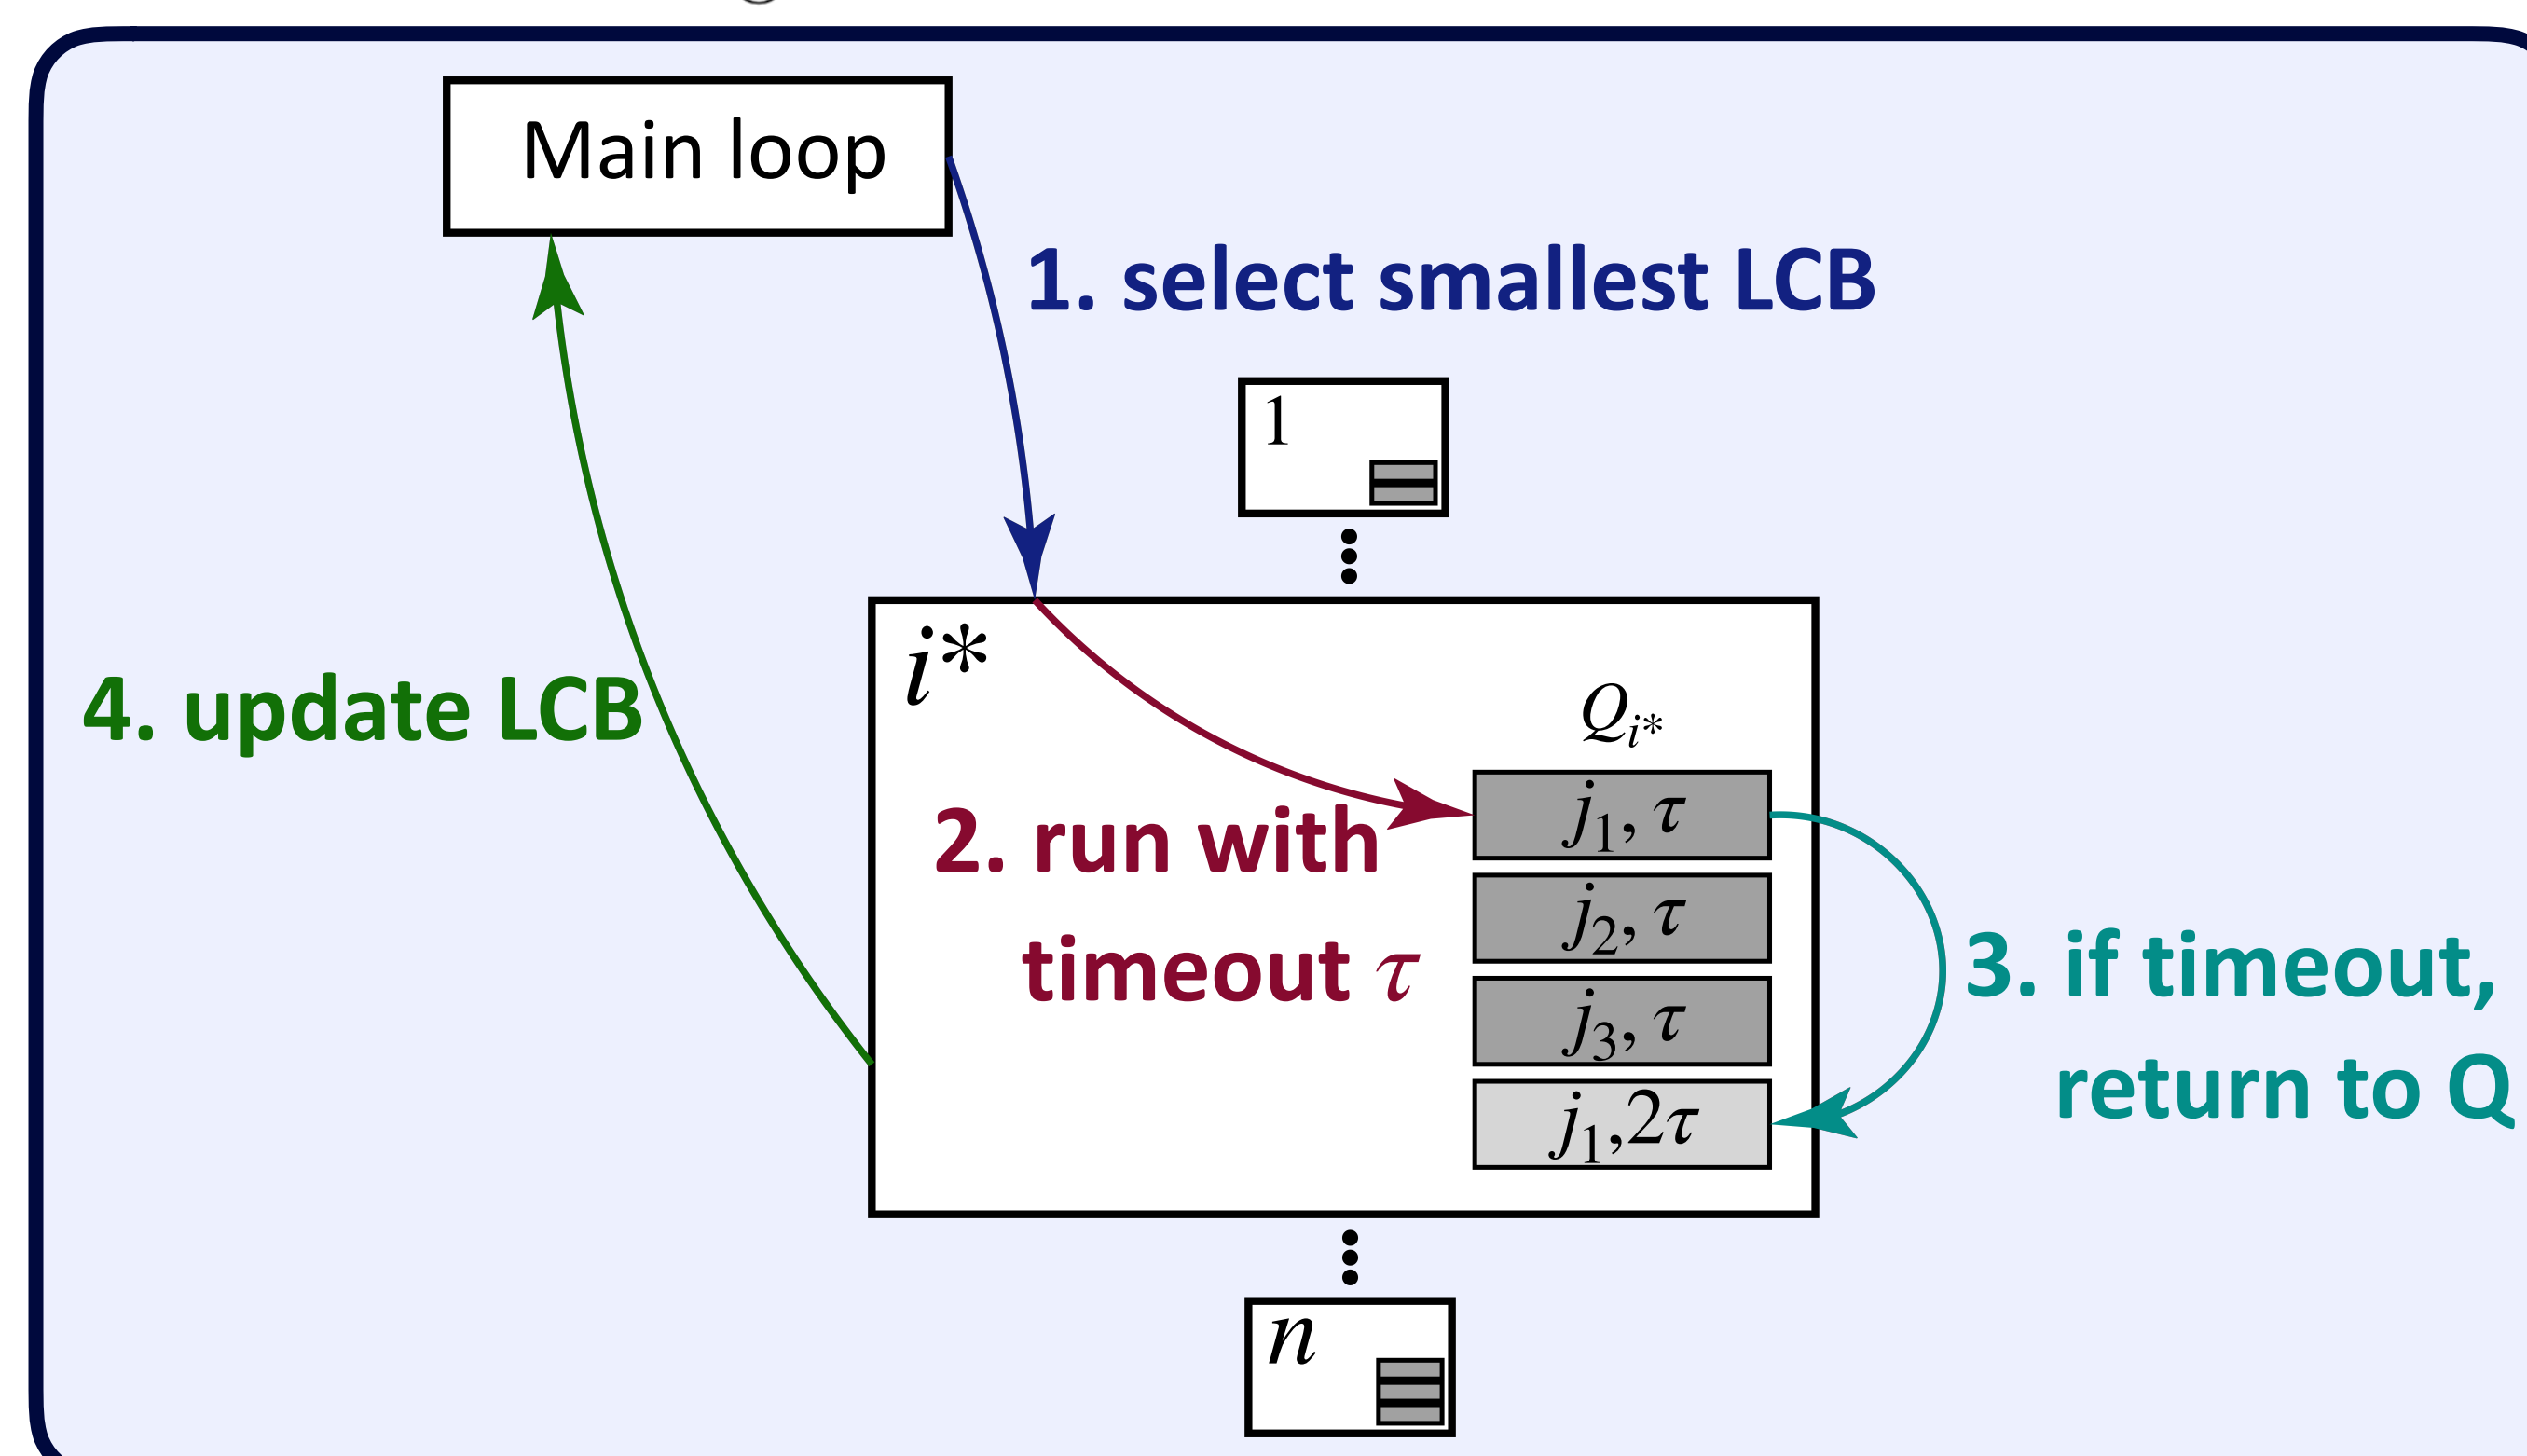 Main loop
1. select smallest LCB
1
i*
Q_{i*}
4. update LCB
j_1, τ
2. run with
timeout τ
j_2, τ
j_3, τ
3. if timeout,
return to Q
j_1,2τ
n